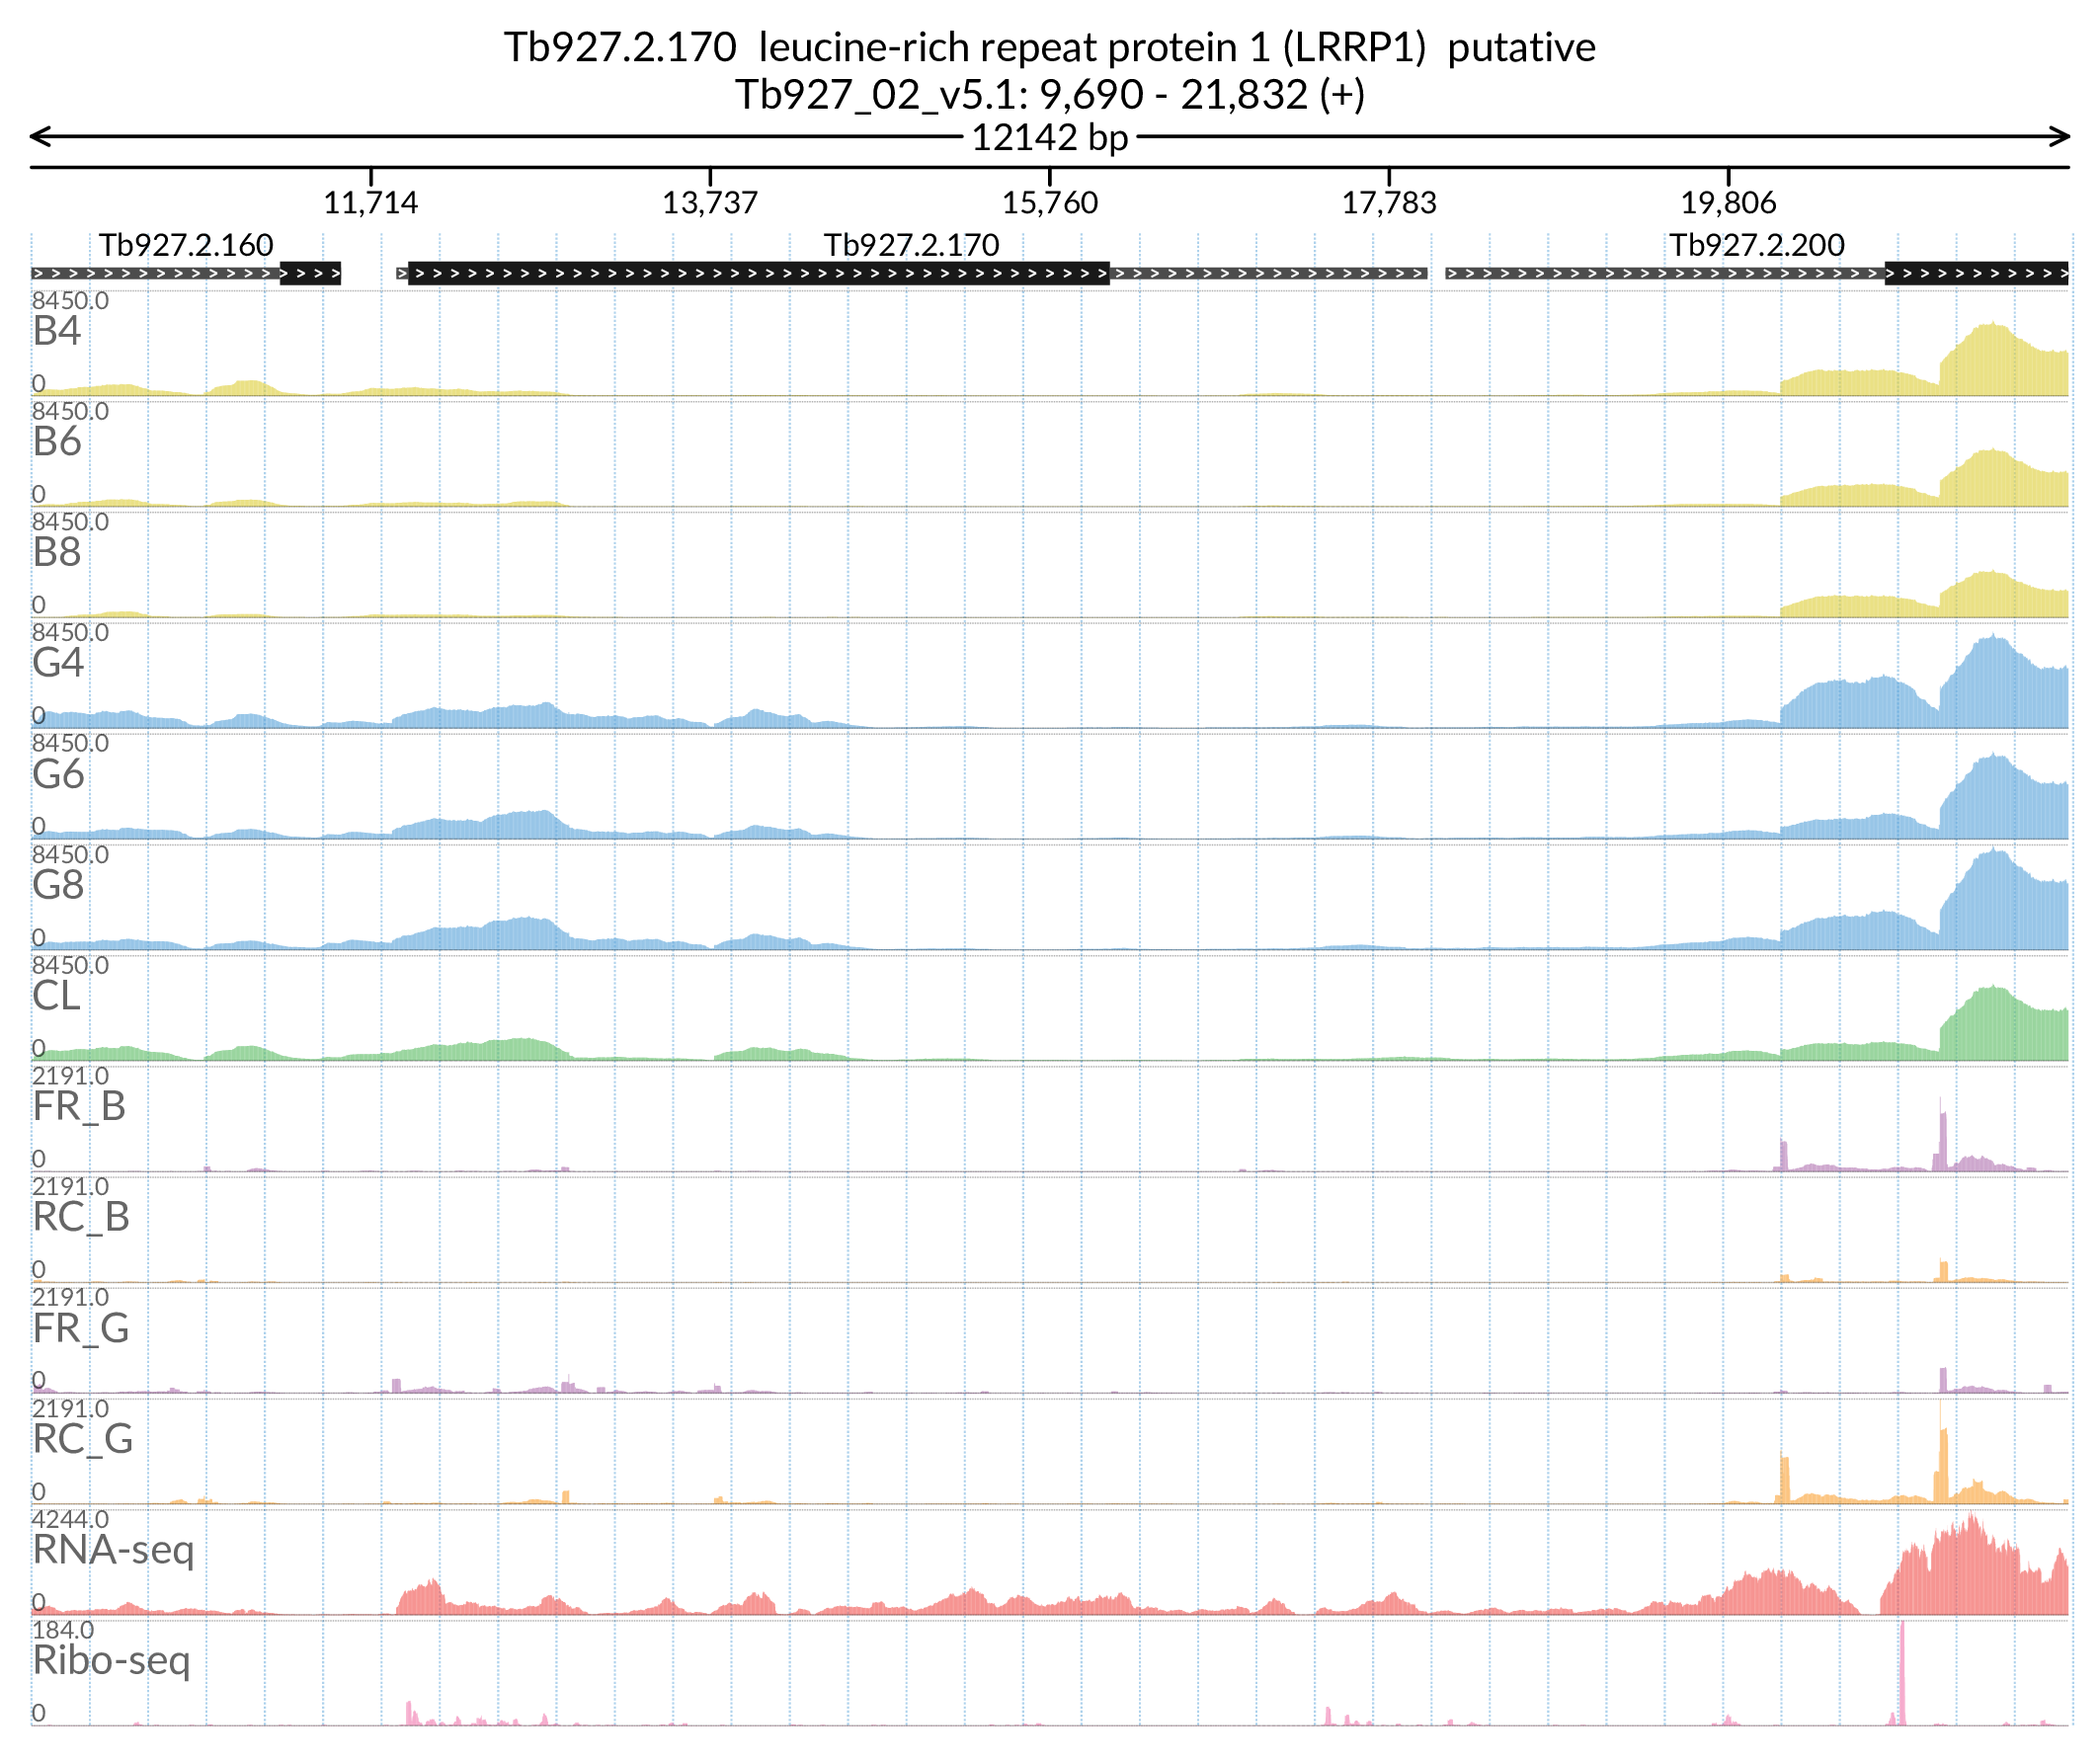 Tb927.2.170  leucine-rich repeat protein 1 (LRRP1)  putative
Tb927_02_v5.1: 9,690 - 21,832 (+)
12142 bp
11,714 13,737 15,760 17,783 19,806
Tb927.2.160 Tb927.2.170 Tb927.2.200
8450.0
B4
0
8450.0
B6
0
8450.0
B8
0
8450.0
G4
0
8450.0
G6
0
8450.0
G8
0
8450.0
CL
0
2191.0
FR_B
0
2191.0
RC_B
0
2191.0
FR_G
0
2191.0
RC_G
0
4244.0
RNA-seq
0
184.0
Ribo-seq
0